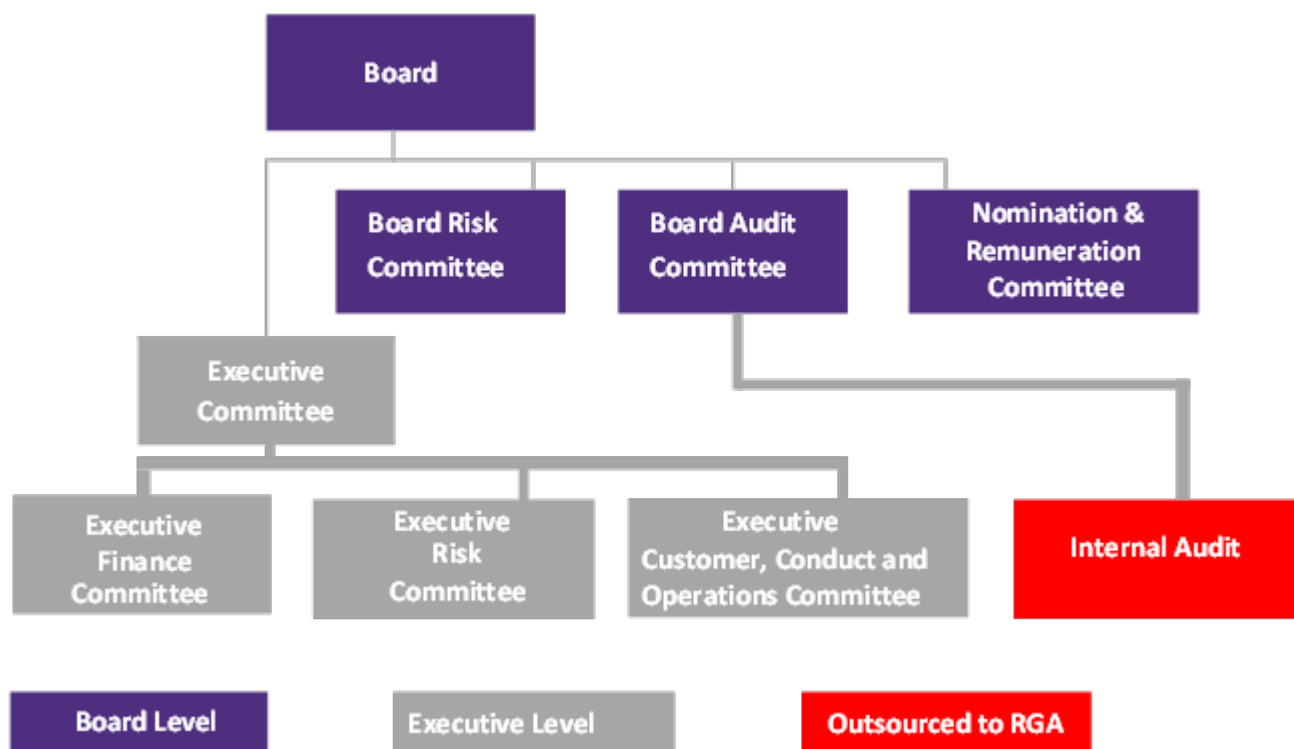 Board
Board Risk
Committee
Board Audit
Committee
Nomination &
Remuneration
Committee
Executive
Committee
Executive
Finance
Committee
Executive
Risk
Committee
Executive
Customer, Conduct and
Operations Committee
Internal Audit
Board Level
Executive Level
Outsourced to RGA